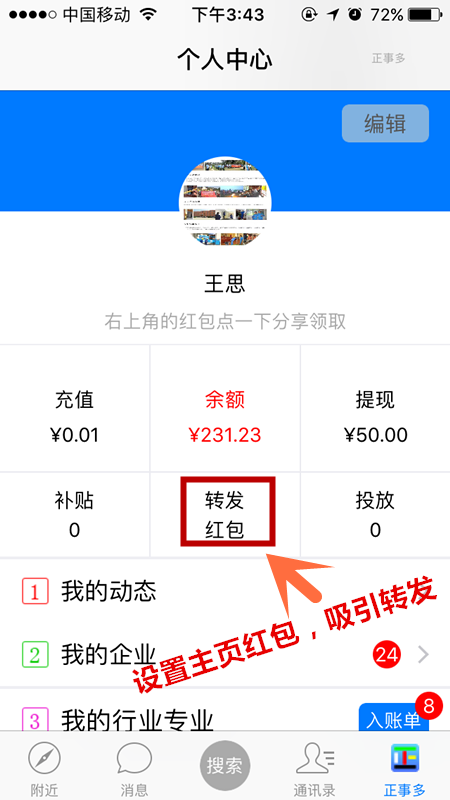 中国移动 下午3:43 72%
个人中心 正事多
编辑
王思
右上角的红包点一下分享领取
充值 余额 提现
¥0.01 ¥231.23 ¥50.00
补贴 转发 投放
0 红包 0
1 我的动态
2 我的企业 24
设置主页红包，吸引转发
3 我的行业专业 入账单 8
附近 消息 搜索 通讯录 正事多